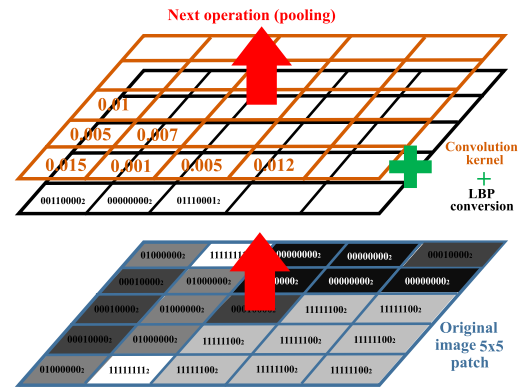 Next operation (pooling)
0.01
0.005 0.007
0.015 0.001 0.005 0.012
Convolution
kernel
+
LBP
conversion
00110000₂ 00000000₂ 01110001₂
01000000₂ 00000000₂ 00000000₂ 00010000₂
00010000₂ 01000000₂ 00000000₂ 00000000₂
00010000₂ 01000000₂ 11111100₂ 11111100₂
00010000₂ 01000000₂ 11111100₂ 11111100₂ 11111100₂
01000000₂ 11111111₂ 11111100₂ 11111100₂ 11111100₂
Original
image 5x5
patch